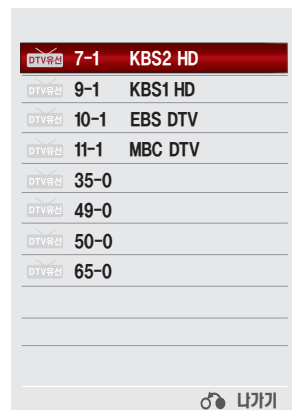 DTV유선 7-1 KBS2 HD
DTV유선 9-1 KBS1 HD
DTV유선 10-1 EBS DTV
DTV유선 11-1 MBC DTV
DTV유선 35-0
DTV유선 49-0
DTV유선 50-0
DTV유선 65-0
나가기